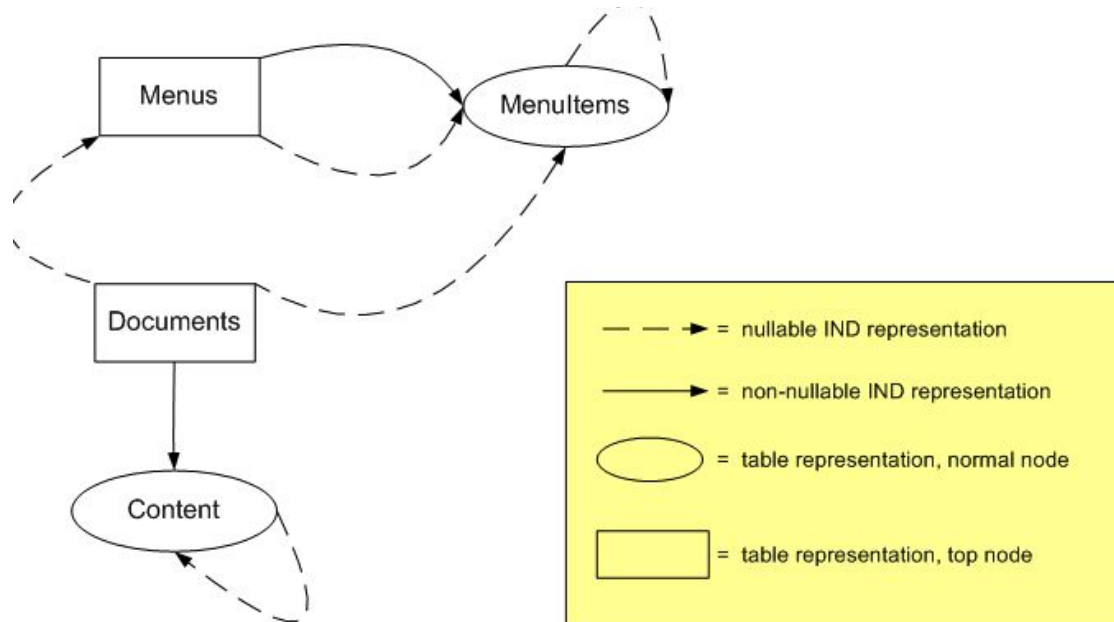 Menus
MenuItems
Documents
Content
= nullable IND representation
= non-nullable IND representation
= table representation, normal node
= table representation, top node